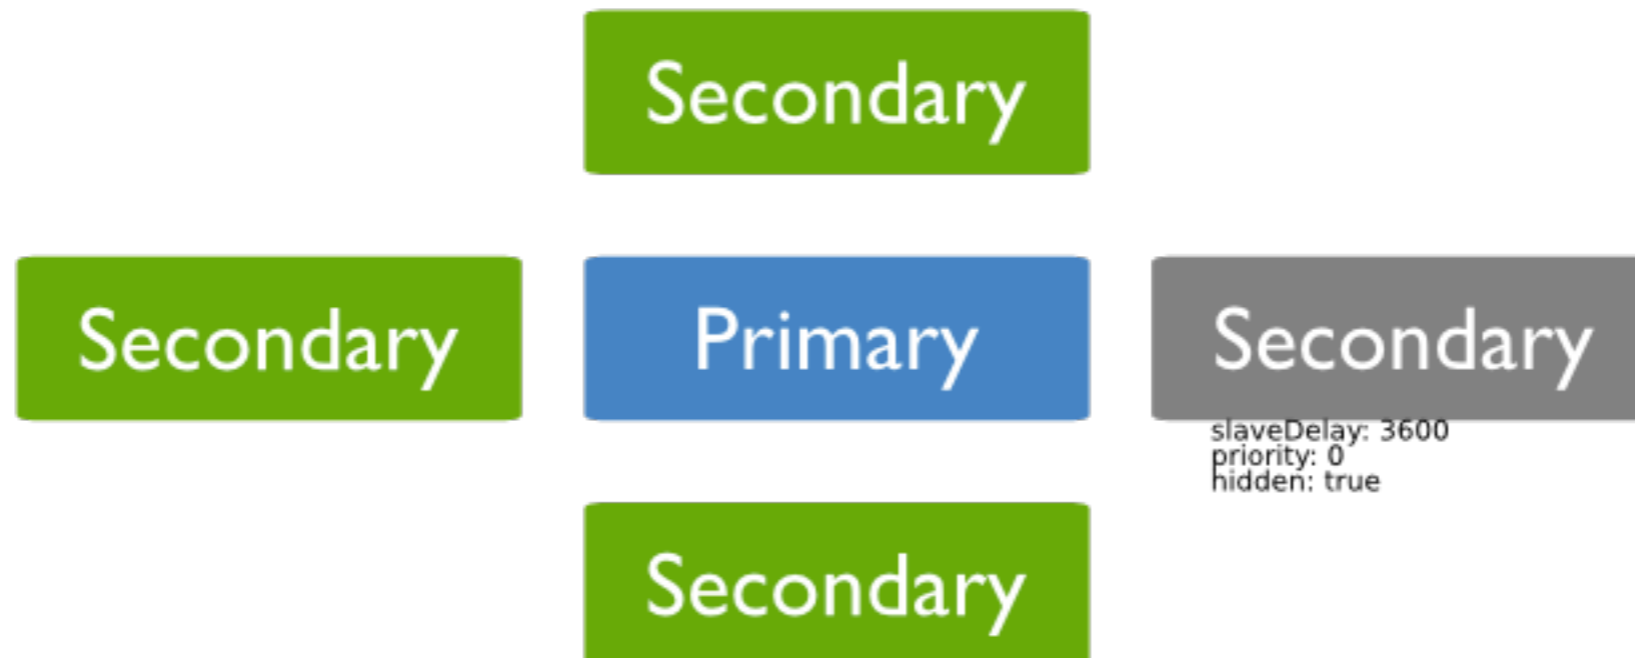 Secondary
Secondary
Primary
Secondary
slaveDelay: 3600
priority: 0
hidden: true
Secondary